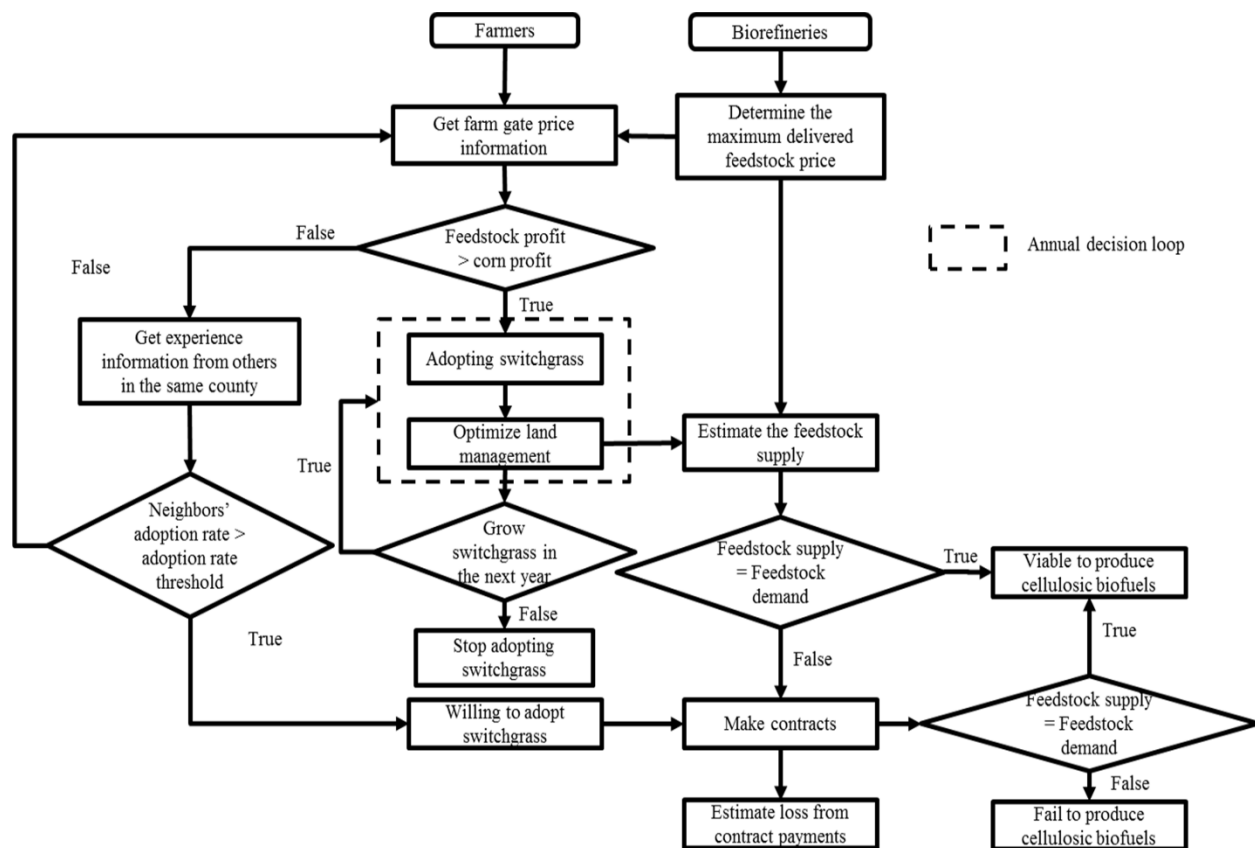 Farmers
Biorefineries
Get farm gate price
information
Determine the
maximum delivered
feedstock price
False
Feedstock profit
> corn profit
Annual decision loop
False
True
Get experience
information from others
in the same county
Adopting switchgrass
Optimize land
management
Estimate the feedstock
supply
True
Neighbors’
adoption rate >
adoption rate
threshold
Grow
switchgrass in
the next year
Feedstock supply
= Feedstock
demand
True
Viable to produce
cellulosic biofuels
False
True
Stop adopting
switchgrass
False
True
Willing to adopt
switchgrass
Make contracts
Feedstock supply
= Feedstock
demand
False
Estimate loss from
contract payments
Fail to produce
cellulosic biofuels